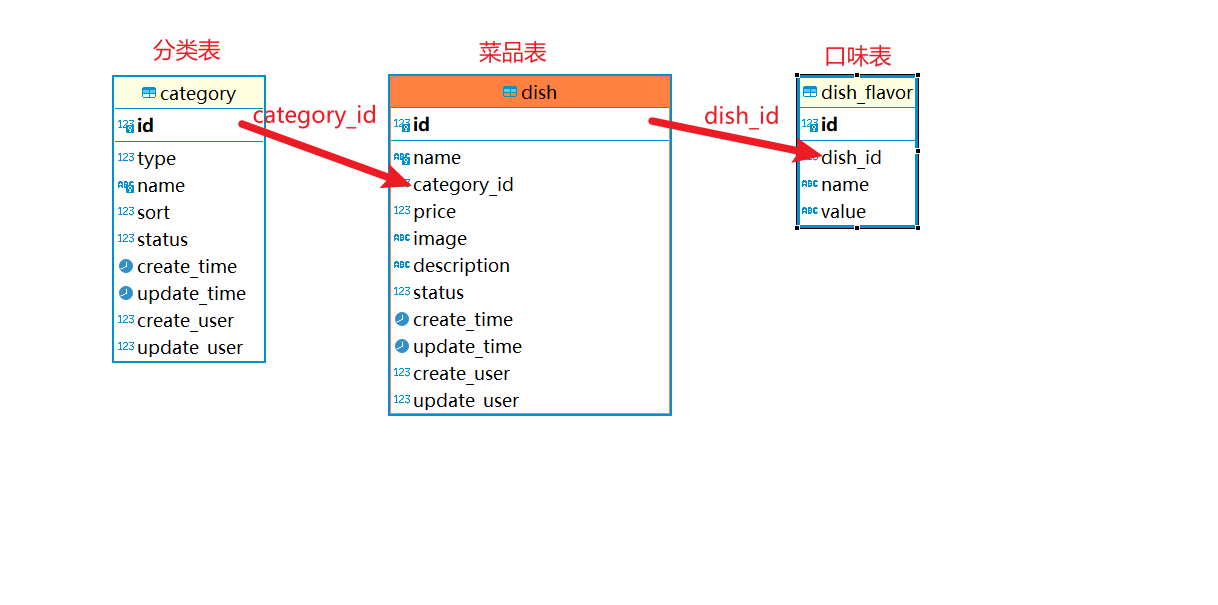 分类表
category
id
type
name
sort
status
create_time
update_time
create_user
update_user
category_id
菜品表
dish
id
name
category_id
price
image
description
status
create_time
update_time
create_user
update_user
dish_id
口味表
dish_flavor
id
dish_id
name
value